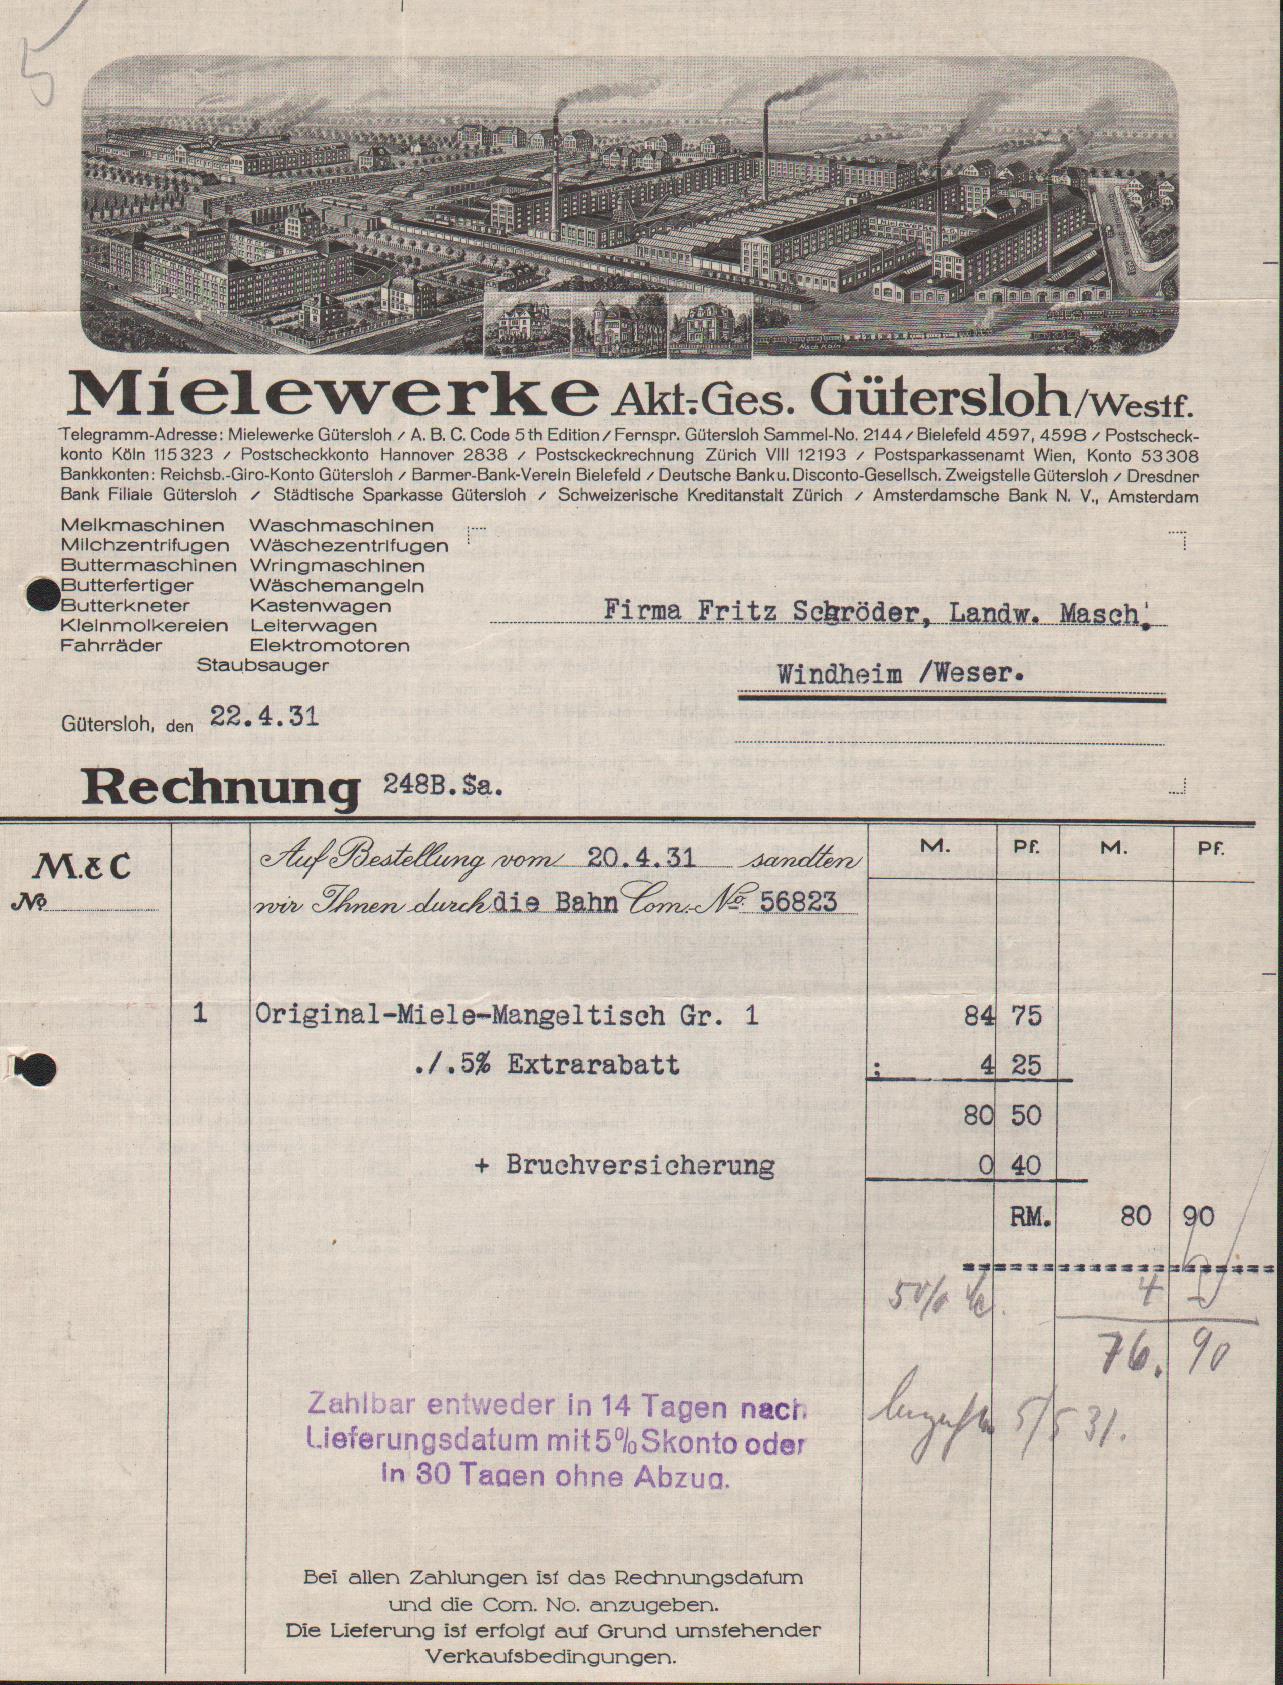 5
Mielewerke Akt.-Ges. Gütersloh/Westf.
Telegramm-Adresse: Mielewerke Gütersloh / A. B. C. Code 5th Edition / Fernspr. Gütersloh Sammel-No. 2144 / Bielefeld 4597, 4598 / Postscheck-
konto Köln 115323 / Postscheckkonto Hannover 2838 / Postsckeckrechnung Zürich VIII 12193 / Postsparkassenamt Wien, Konto 53308
Bankkonten: Reichsb.-Giro-Konto Gütersloh / Barmer-Bank-Verein Bielefeld / Deutsche Bank u. Disconto-Gesellsch. Zweigstelle Gütersloh / Dresdner
Bank Filiale Gütersloh / Städtische Sparkasse Gütersloh / Schweizerische Kreditanstalt Zürich / Amsterdamsche Bank N. V., Amsterdam
Melkmaschinen Waschmaschinen
Milchzentrifugen Wäschezentrifugen
Buttermaschinen Wringmaschinen
Butterfertiger Wäschemangeln
Butterkneter Kastenwagen
Kleinmolkereien Leiterwagen
Fahrräder Elektromotoren
Staubsauger
Firma Fritz Schröder, Landw. Masch.
Windheim /Weser.
Gütersloh, den 22.4.31
Rechnung 248B.Sa.
M. & C
No
Auf Bestellung vom 20.4.31 sandten
wir Ihnen durch die Bahn Com.-No. 56823
M. Pf. M. Pf.
1 Original-Miele-Mangeltisch Gr. 1 84 75
./.5% Extrarabatt : 4 25
80 50
+ Bruchversicherung 0 40
RM. 80 90
5% 4
76. 90
5/5 31.
Zahlbar entweder in 14 Tagen nach
Lieferungsdatum mit 5% Skonto oder
in 30 Tagen ohne Abzug.
Bei allen Zahlungen ist das Rechnungsdatum
und die Com. No. anzugeben.
Die Lieferung ist erfolgt auf Grund umstehender
Verkaufsbedingungen.